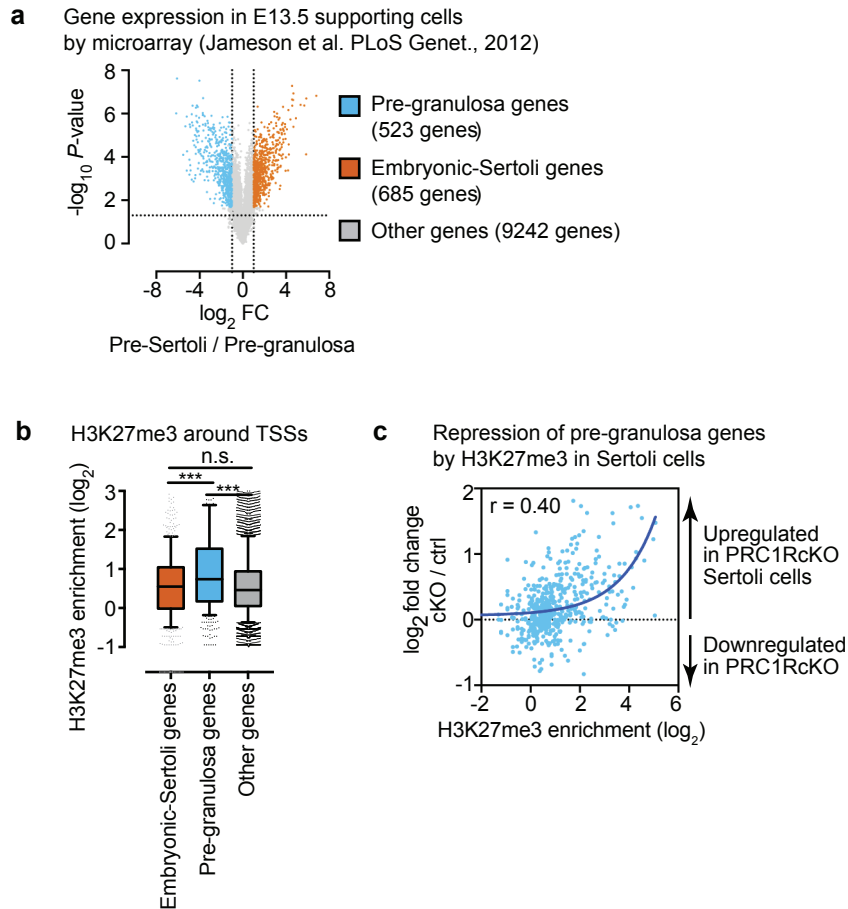 a
Gene expression in E13.5 supporting cells
by microarray (Jameson et al. PLoS Genet., 2012)
8
6
4
2
0
-log10 P-value
-8 -4 0 4 8
log2 FC
Pre-Sertoli / Pre-granulosa
Pre-granulosa genes
(523 genes)
Embryonic-Sertoli genes
(685 genes)
Other genes (9242 genes)
b
H3K27me3 around TSSs
n.s.
*** ***
3
2
1
0
-1
H3K27me3 enrichment (log2)
Embryonic-Sertoli genes
Pre-granulosa genes
Other genes
c
Repression of pre-granulosa genes
by H3K27me3 in Sertoli cells
r = 0.40
2
1
0
-1
log2 fold change
cKO / ctrl
-2 0 2 4 6
H3K27me3 enrichment (log2)
Upregulated
in PRC1RcKO
Sertoli cells
Downregulated
in PRC1RcKO